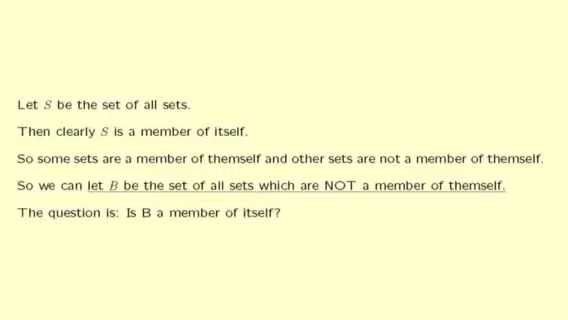 Let S be the set of all sets.
Then clearly S is a member of itself.
So some sets are a member of themself and other sets are not a member of themself.
So we can let B be the set of all sets which are NOT a member of themself.
The question is: Is B a member of itself?